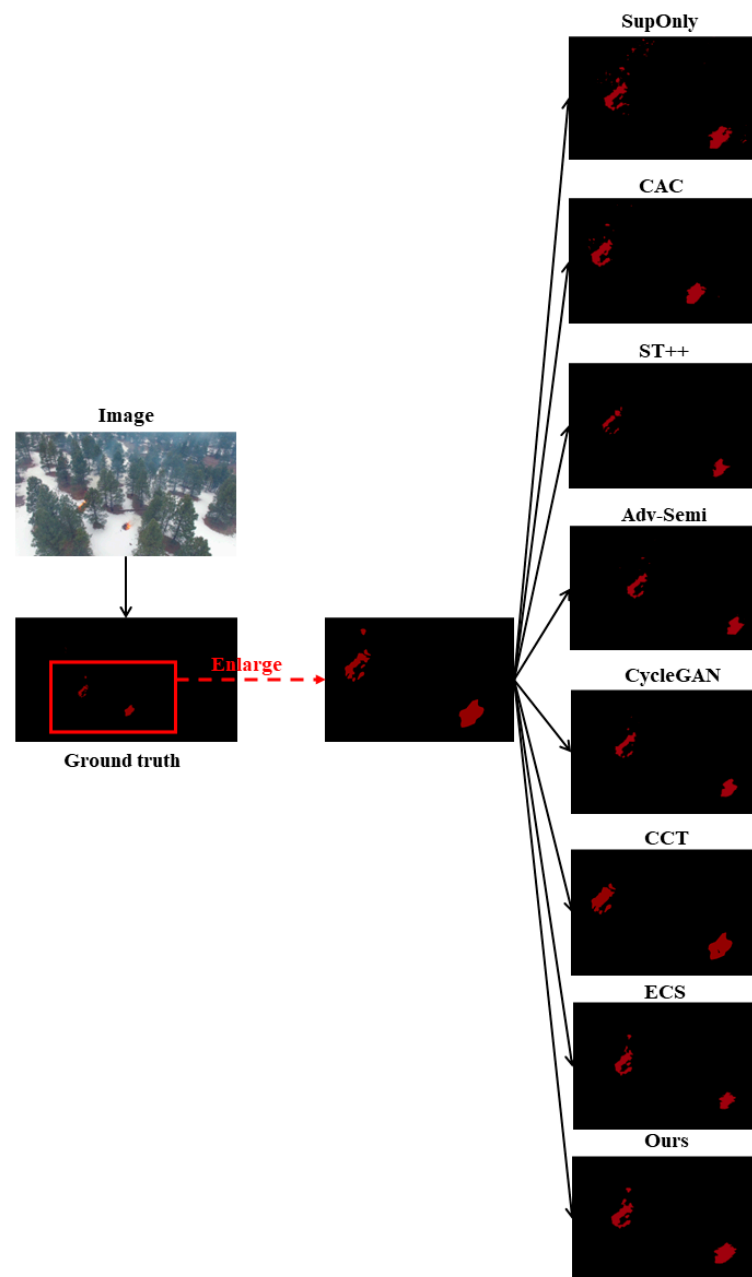 SupOnly
CAC
ST++
Image
Adv-Semi
Enlarge
CycleGAN
Ground truth
CCT
ECS
Ours